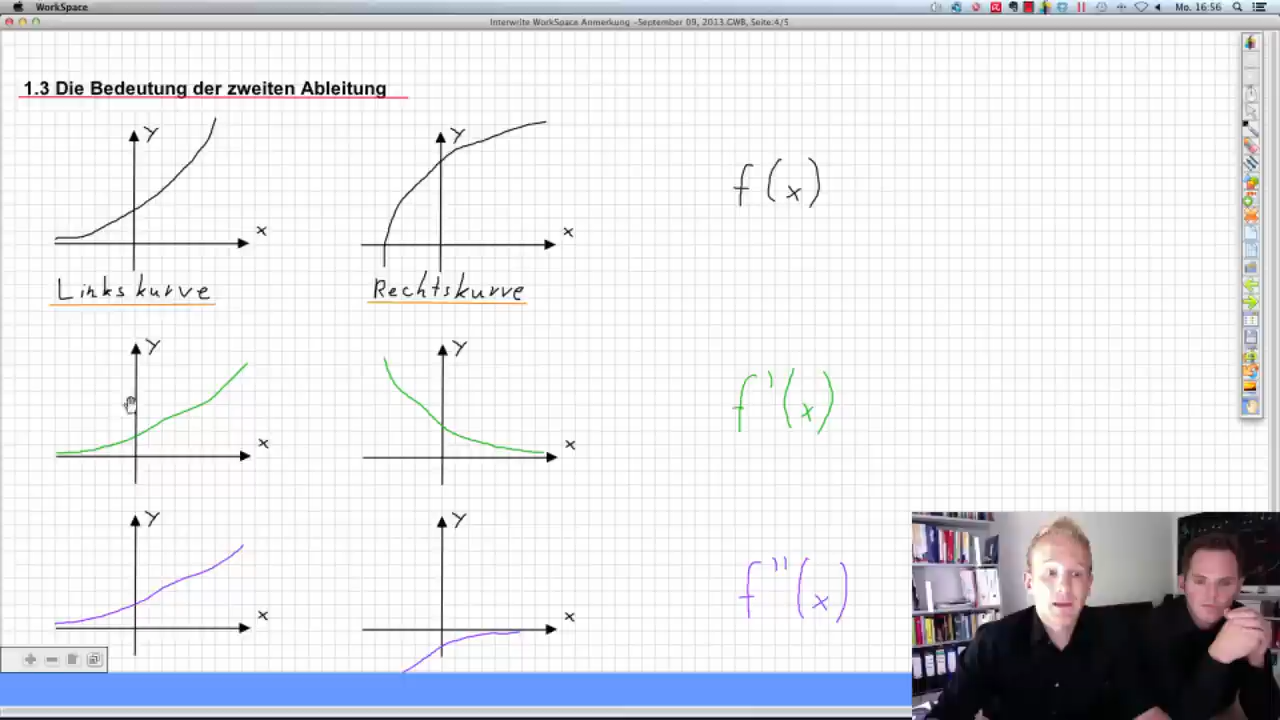 WorkSpace
Mo. 16:56
Interwrite WorkSpace Anmerkung -September 09, 2013.GWB, Seite:4/5
1.3 Die Bedeutung der zweiten Ableitung
y y
f(x)
x x
Linkskurve Rechtskurve
y y
f'(x)
x x
y y
f''(x)
x x